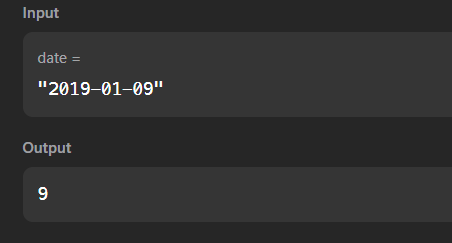 Input
date =
"2019-01-09"
Output
9